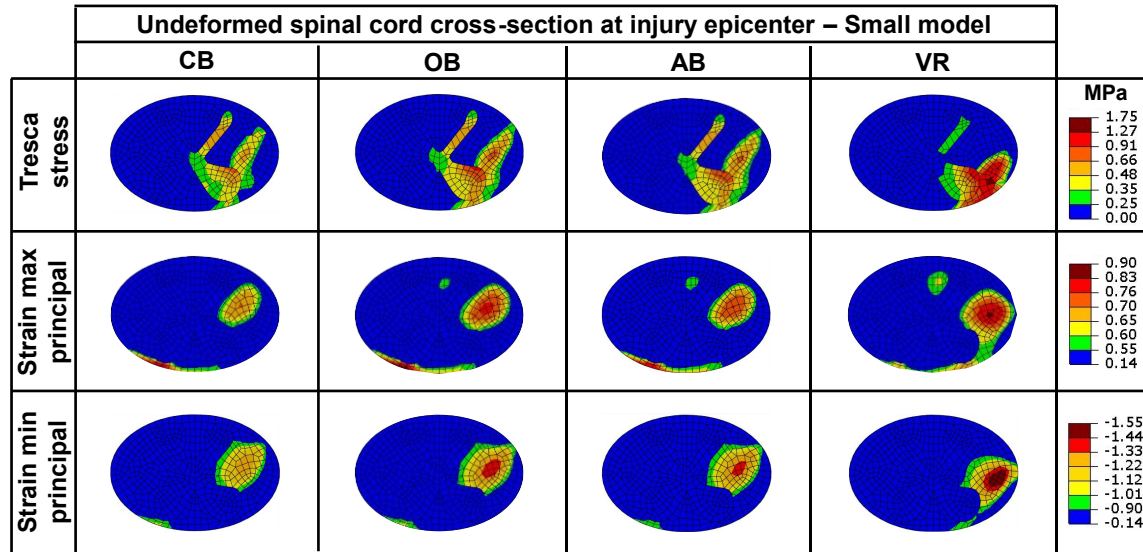 Undeformed spinal cord cross-section at injury epicenter – Small model
CB OB AB VR
Tresca
stress
MPa
1.75
1.27
0.91
0.66
0.48
0.35
0.25
0.00
Strain max
principal
0.90
0.83
0.76
0.70
0.65
0.60
0.55
0.14
Strain min
principal
-1.55
-1.44
-1.33
-1.22
-1.12
-1.01
-0.90
-0.14